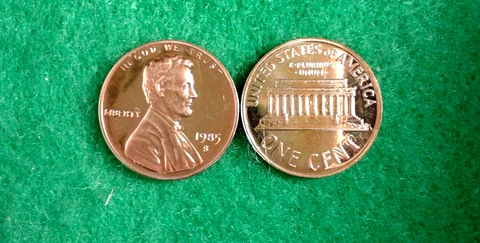 IN GOD WE TRUST
LIBERTY
1985
S
UNITED STATES OF AMERICA
E·PLURIBUS
·UNUM·
ONE CENT